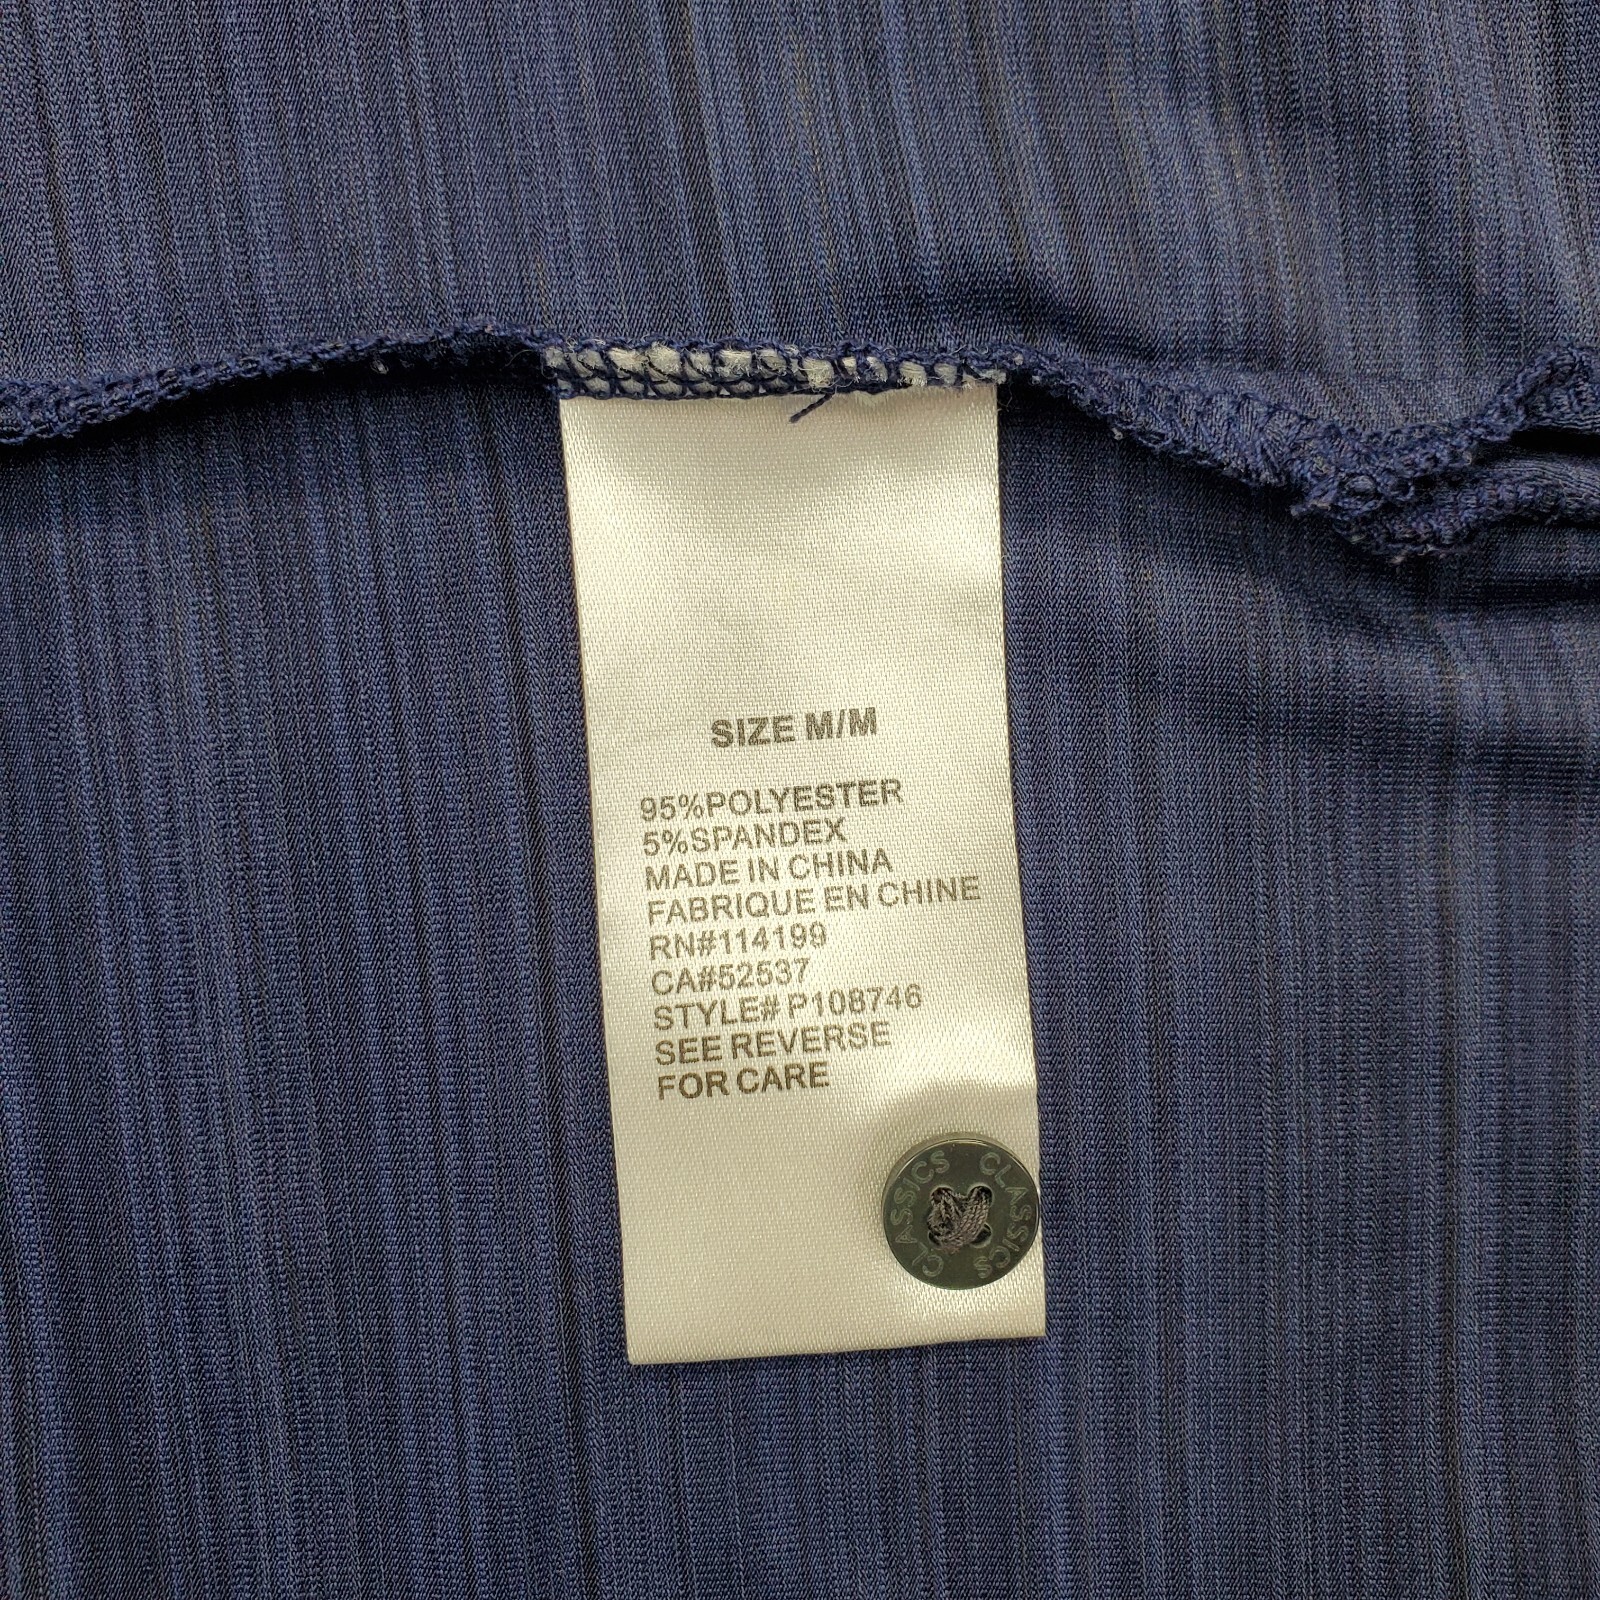 SIZE M/M
95%POLYESTER
5%SPANDEX
MADE IN CHINA
FABRIQUE EN CHINE
RN#114199
CA#52537
STYLE# P108746
SEE REVERSE
FOR CARE
CLASSICS CLASSICS